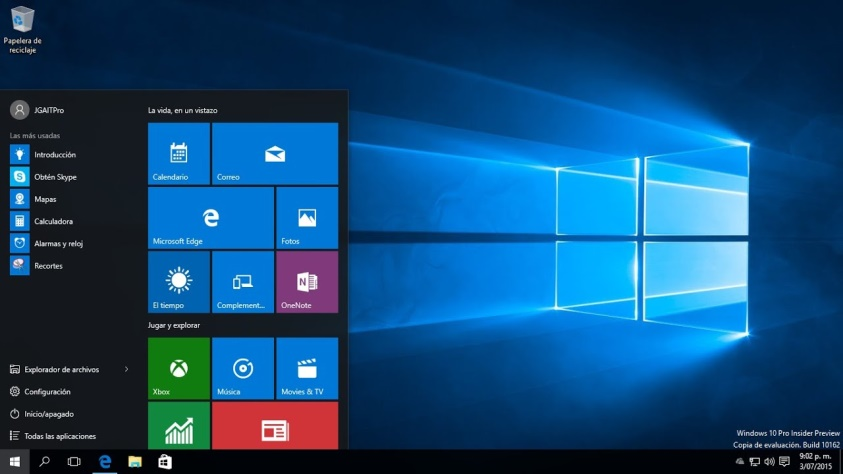 Papelera de
reciclaje
JGAITPro
Las más usadas
Introducción
Obtén Skype
Mapas
Calculadora
Alarmas y reloj
Recortes
Explorador de archivos
Configuración
Inicio/apagado
Todas las aplicaciones
La vida, en un vistazo
Calendario
Correo
Microsoft Edge
Fotos
El tiempo
Complement...
OneNote
Jugar y explorar
Xbox
Música
Movies & TV
Windows 10 Pro Insider Preview
Copia de evaluación. Build 10162
9:02 p. m.
3/07/2015